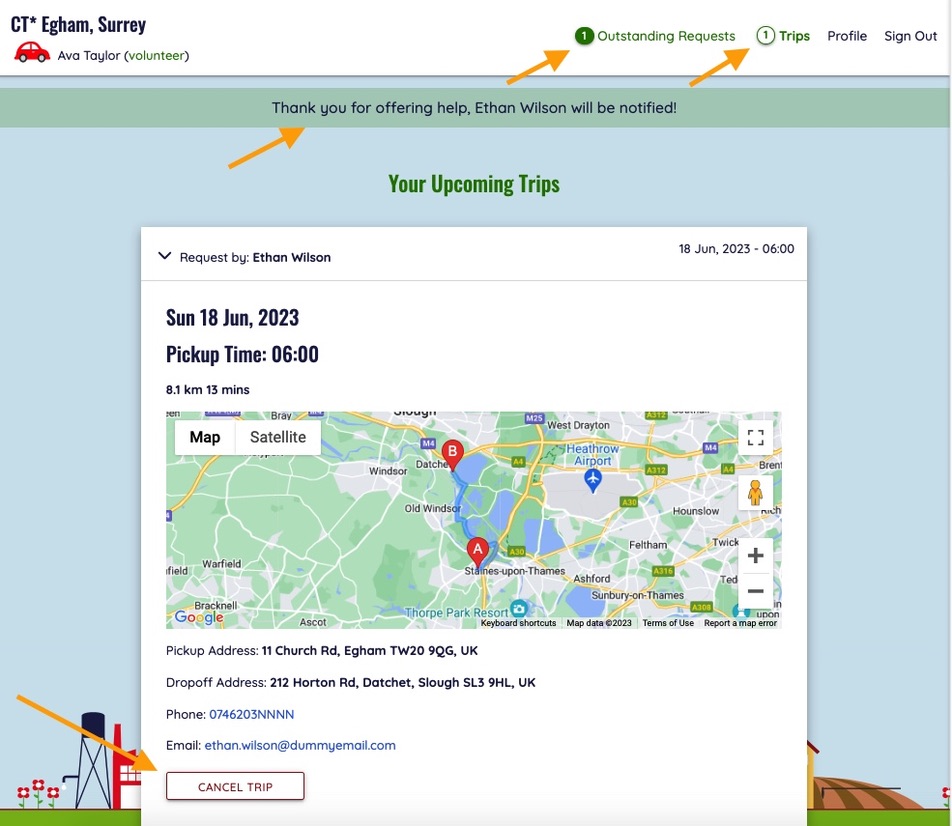 CT* Egham, Surrey
Ava Taylor (volunteer)
1 Outstanding Requests
1 Trips
Profile
Sign Out
Thank you for offering help, Ethan Wilson will be notified!
Your Upcoming Trips
Request by: Ethan Wilson
18 Jun, 2023 - 06:00
Sun 18 Jun, 2023
Pickup Time: 06:00
8.1 km 13 mins
Map
Satellite
Bray
Slough
M25
A312
West Drayton
M4
B
Datche
A4
Heathrow
Airport
M4
A312
A4
Brent
Windsor
Old Windsor
A30
Hounslow
Rich
A
A30
Feltham
Twick
Staines-upon-Thames
Ashford
A316
Ted
Warfield
field
Sunbury-on-Thames
Bracknell
Thorpe Park Resort
A308
upon
Google
Ascot
Keyboard shortcuts
Map data ©2023
Terms of Use
Report a map error
Pickup Address: 11 Church Rd, Egham TW20 9QG, UK
Dropoff Address: 212 Horton Rd, Datchet, Slough SL3 9HL, UK
Phone: 0746203NNNN
Email: ethan.wilson@dummyemail.com
CANCEL TRIP